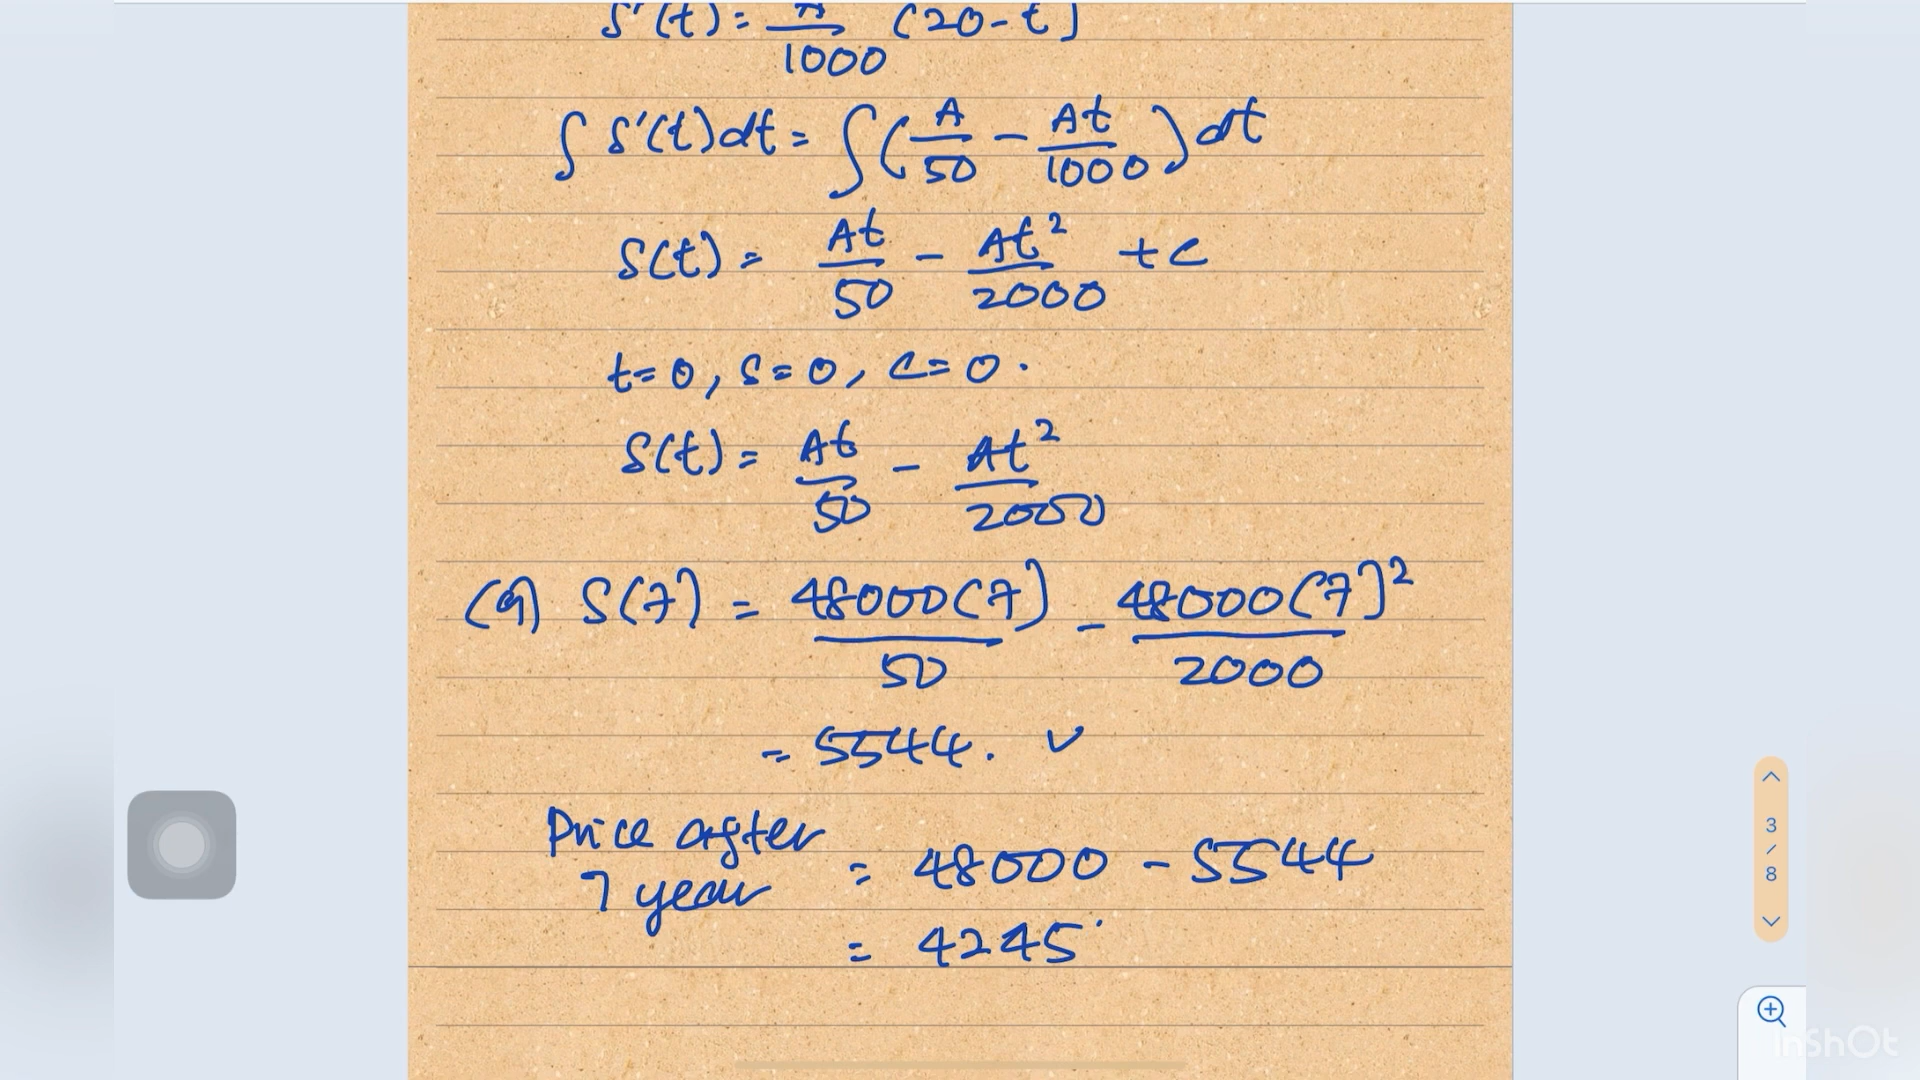 S'(t) = A/1000 (20-t)
∫ S'(t)dt = ∫(A/50 - At/1000)dt
S(t) = At/50 - At²/2000 + c
t=0, S=0, c=0.
S(t) = At/50 - At²/2000
(a) S(7) = 48000(7)/50 - 48000(7)²/2000
= 5544. ✓
Price after 7 year = 48000 - 5544
= 4245
3
/
8
InShOt